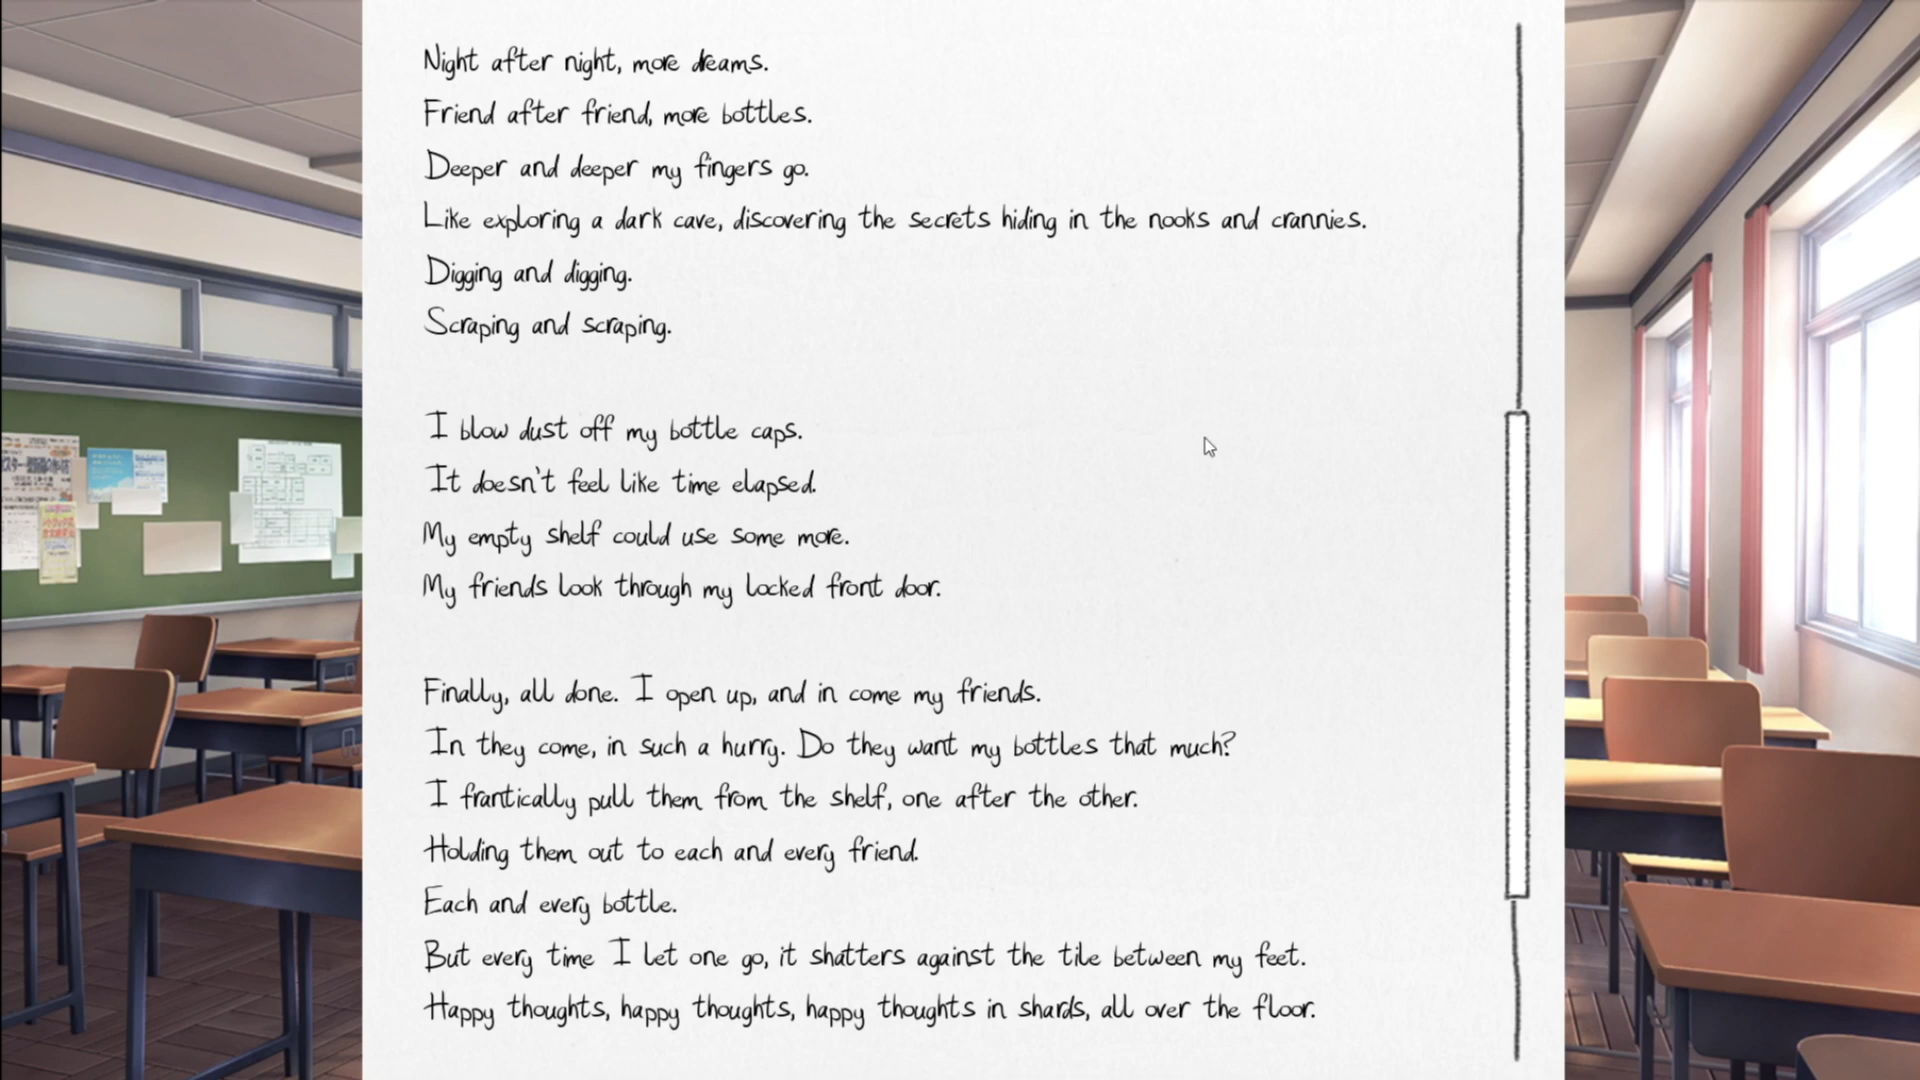 Night after night, more dreams.
Friend after friend, more bottles.
Deeper and deeper my fingers go.
Like exploring a dark cave, discovering the secrets hiding in the nooks and crannies.
Digging and digging.
Scraping and scraping.
I blow dust off my bottle caps.
It doesn't feel like time elapsed.
My empty shelf could use some more.
My friends look through my locked front door.
Finally, all done. I open up, and in come my friends.
In they come, in such a hurry. Do they want my bottles that much?
I frantically pull them from the shelf, one after the other.
Holding them out to each and every friend.
Each and every bottle.
But every time I let one go, it shatters against the tile between my feet.
Happy thoughts, happy thoughts, happy thoughts in shards, all over the floor.